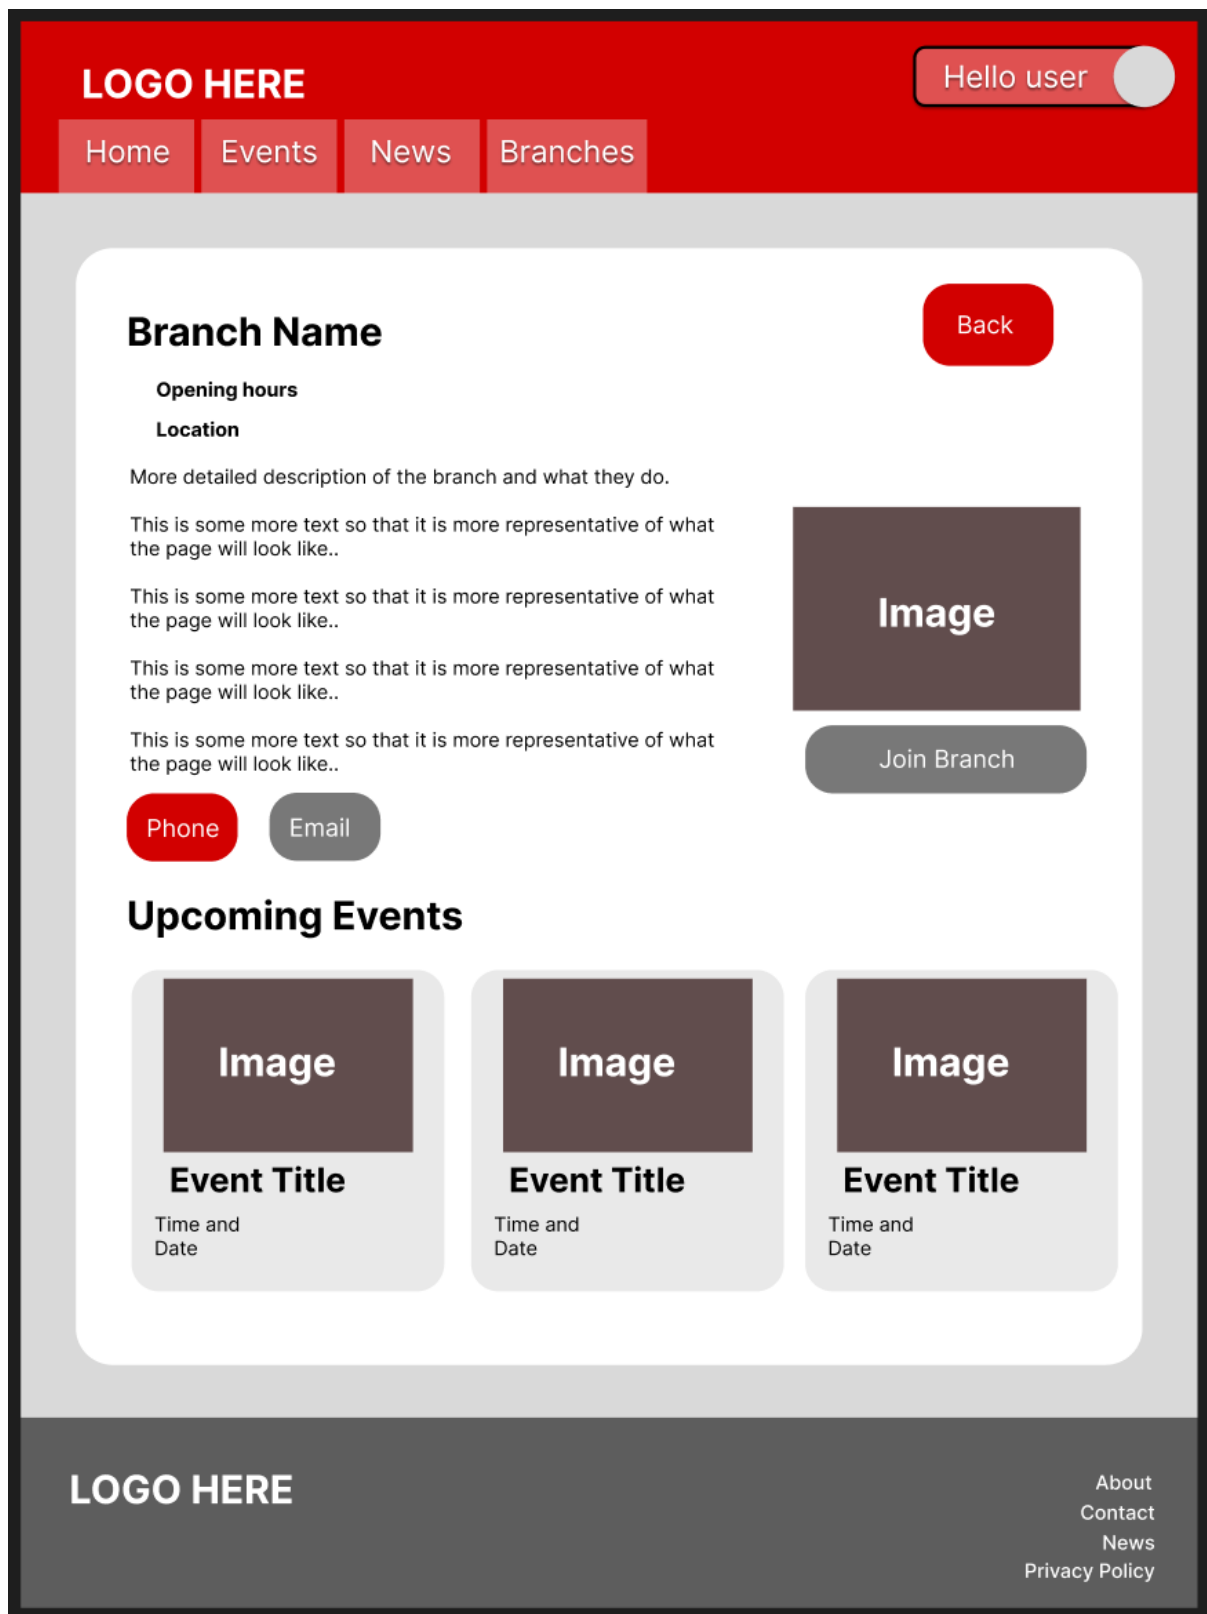 LOGO HERE
Hello user
Home
Events
News
Branches
Branch Name
Back
Opening hours
Location
More detailed description of the branch and what they do.
This is some more text so that it is more representative of what
the page will look like..
This is some more text so that it is more representative of what
the page will look like..
This is some more text so that it is more representative of what
the page will look like..
This is some more text so that it is more representative of what
the page will look like..
Image
Join Branch
Phone
Email
Upcoming Events
Image
Event Title
Time and
Date
Image
Event Title
Time and
Date
Image
Event Title
Time and
Date
LOGO HERE
About
Contact
News
Privacy Policy